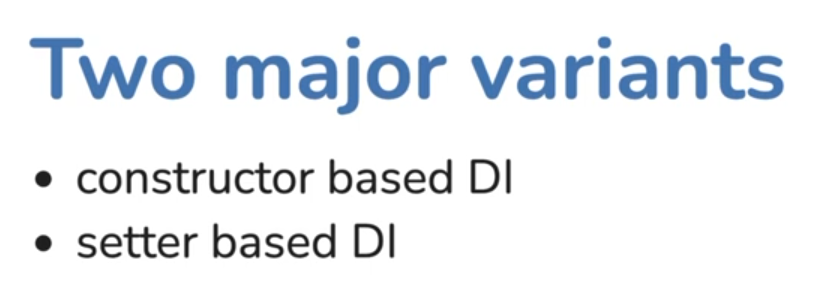 Two major variants
• constructor based DI
• setter based DI